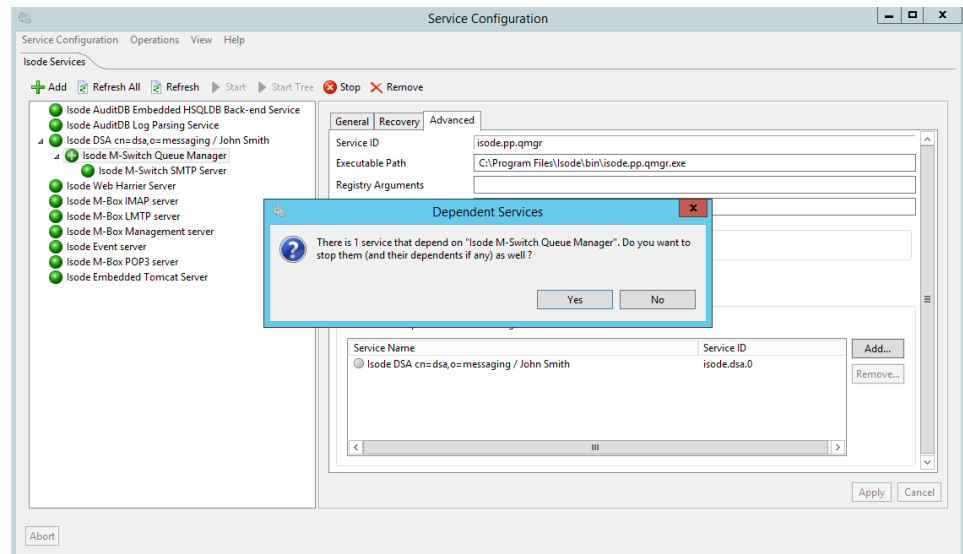 Service Configuration
Service Configuration Operations View Help
Isode Services
Add Refresh All Refresh Start Start Tree Stop Remove
Isode AuditDB Embedded HSQLDB Back-end Service
Isode AuditDB Log Parsing Service
Isode DSA cn=dsa,o=messaging / John Smith
Isode M-Switch Queue Manager
Isode M-Switch SMTP Server
Isode Web Harrier Server
Isode M-Box IMAP server
Isode M-Box LMTP server
Isode M-Box Management server
Isode Event server
Isode M-Box POP3 server
Isode Embedded Tomcat Server
General Recovery Advanced
Service ID isode.pp.qmgr
Executable Path C:\Program Files\Isode\bin\isode.pp.qmgr.exe
Registry Arguments
Dependent Services x
There is 1 service that depend on "Isode M-Switch Queue Manager". Do you want to
stop them (and their dependents if any) as well ?
Yes No
Service Name Service ID
Isode DSA cn=dsa,o=messaging / John Smith isode.dsa.0
Add...
Remove...
Apply Cancel
Abort